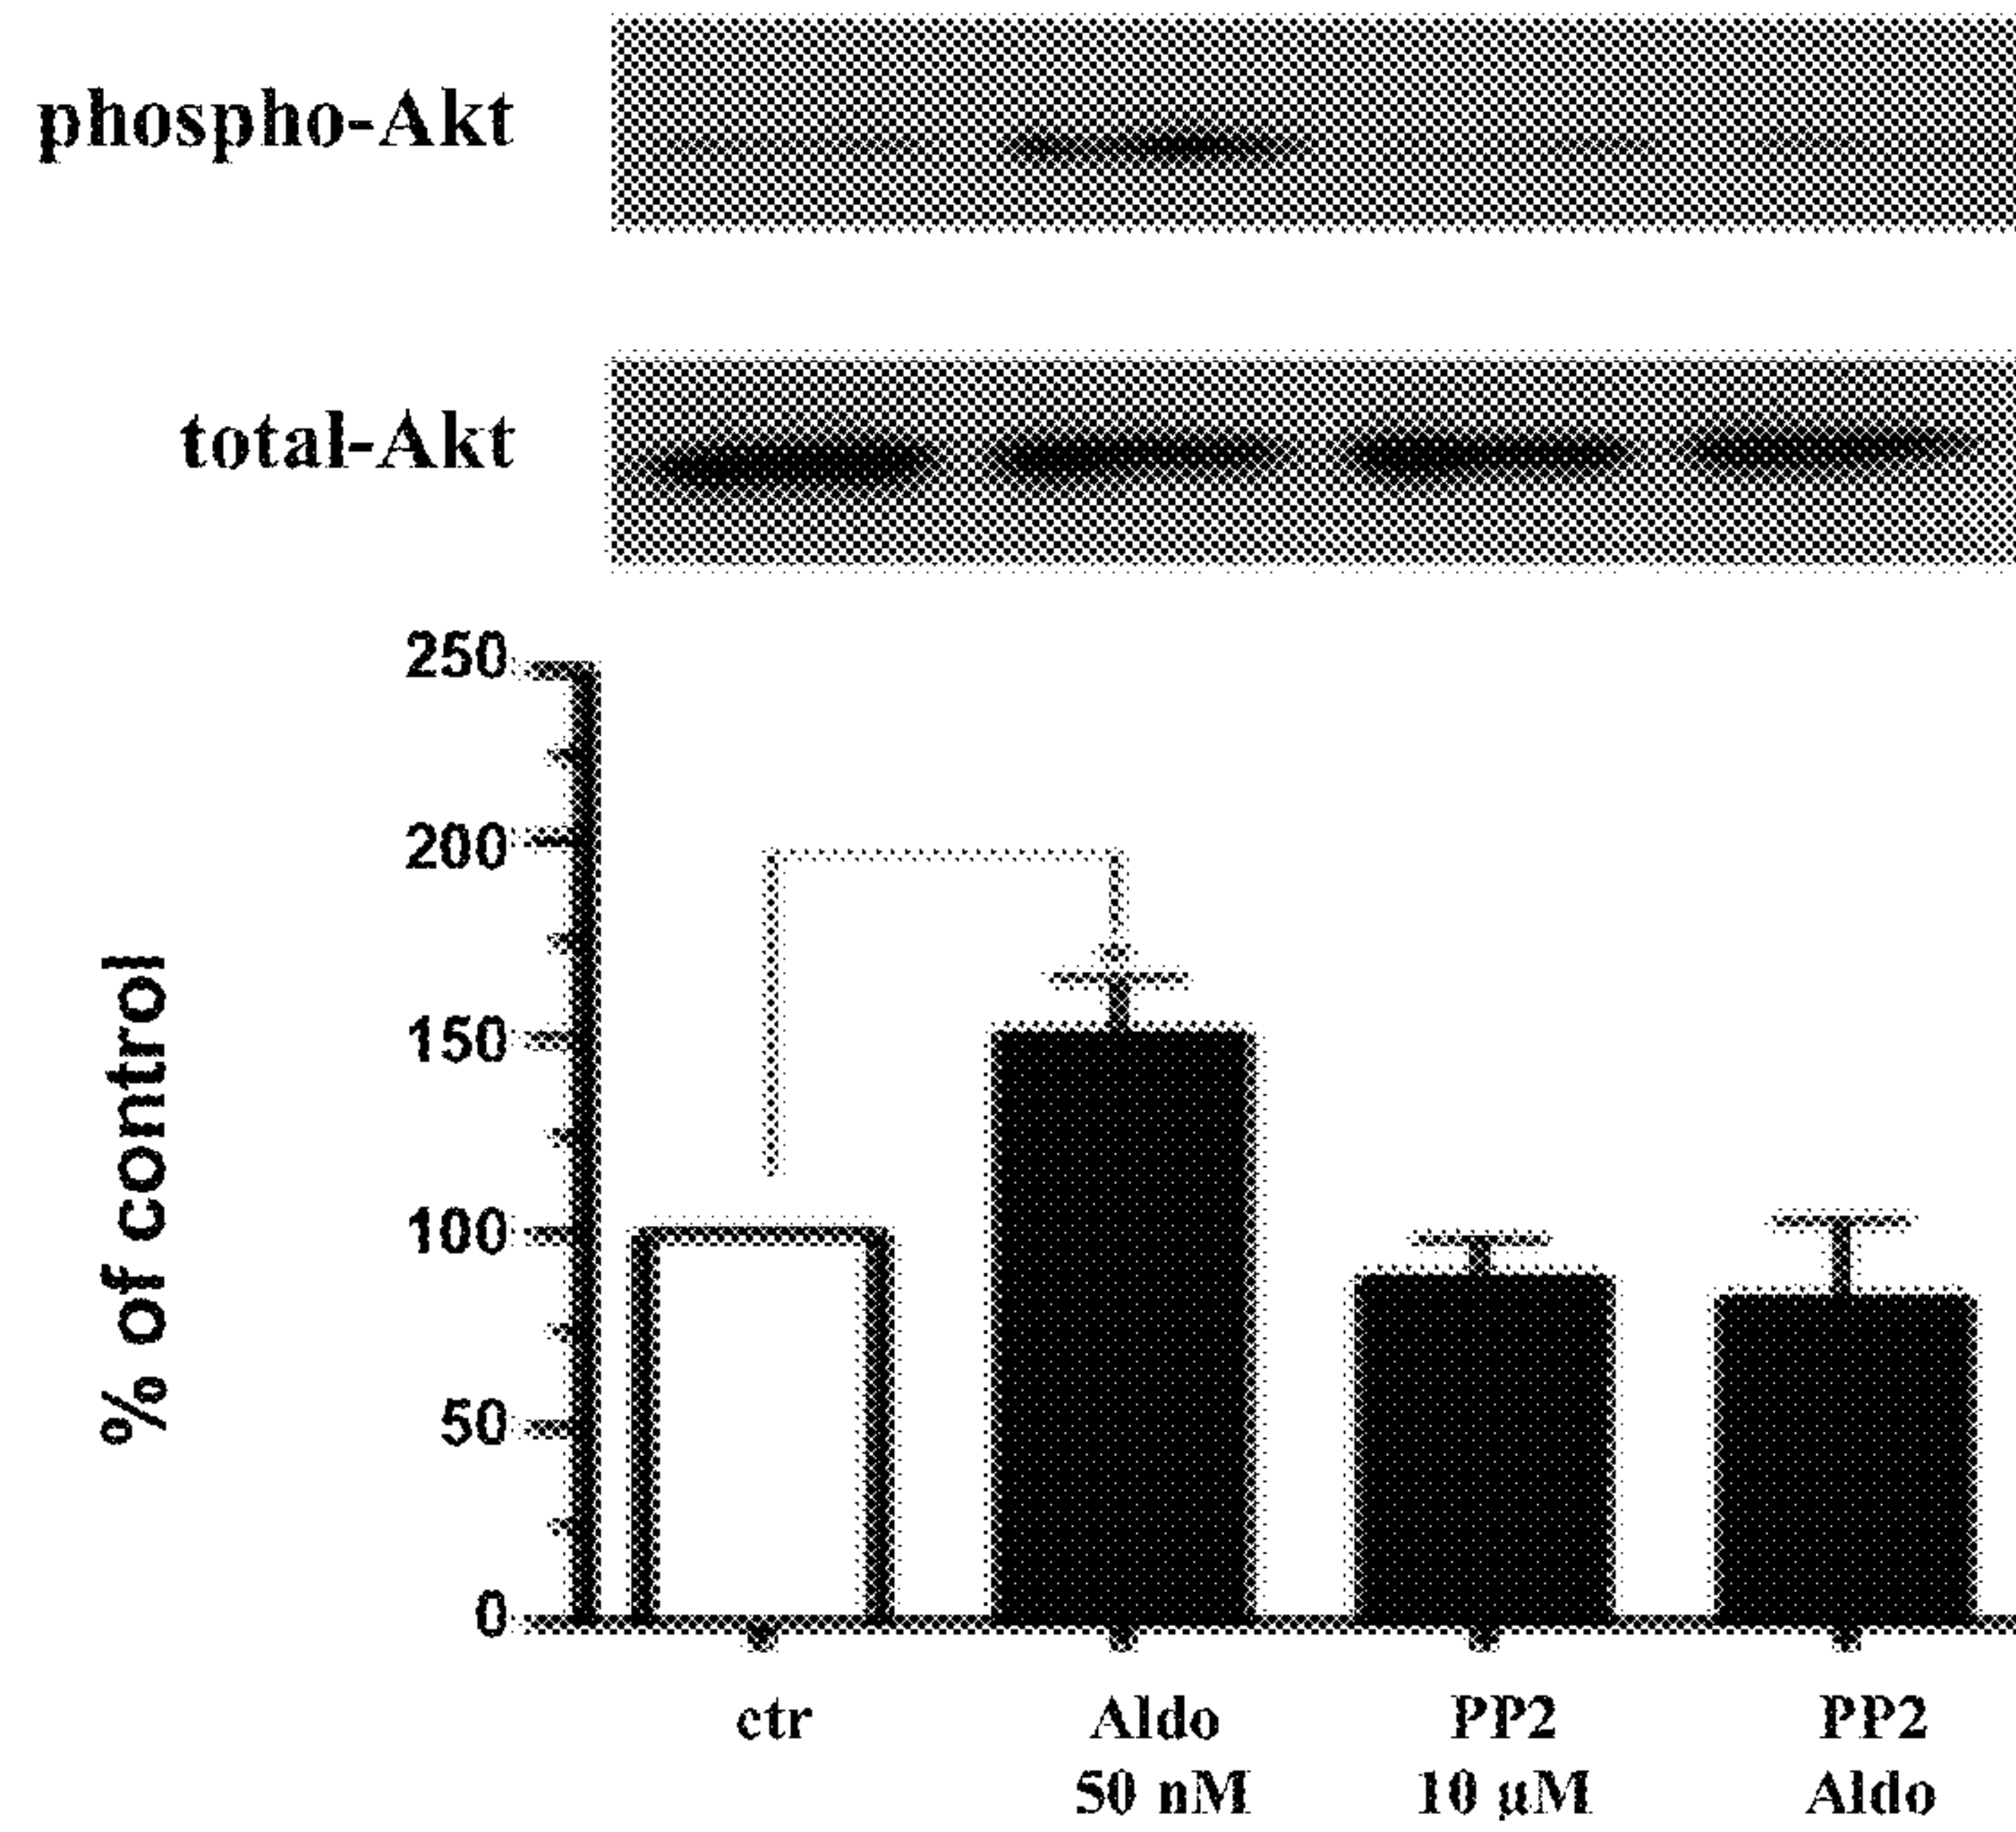 phospho-Akt
total-Akt
250
200
150
100
50
0
% of control
ctr
Aldo
50 nM
PP2
10 µM
PP2
Aldo